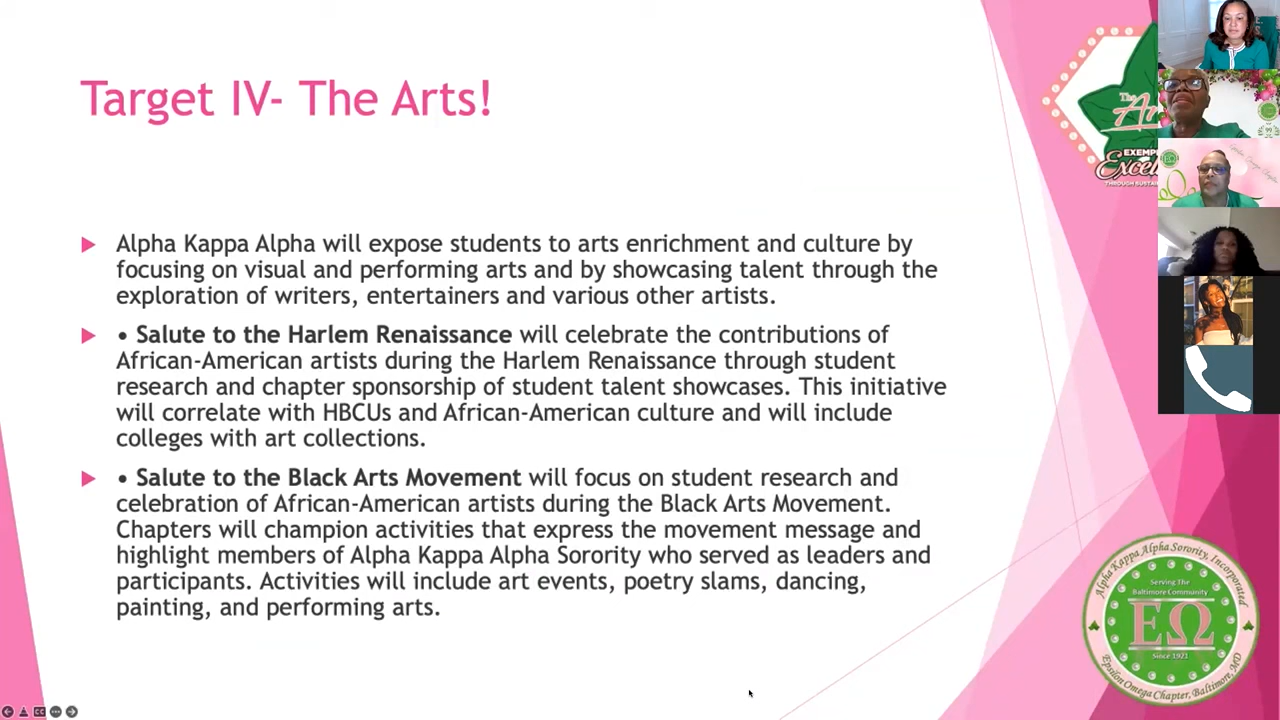 Target IV- The Arts!
The
EXEMP
THROUGH SUSTA
Alpha Kappa Alpha will expose students to arts enrichment and culture by
focusing on visual and performing arts and by showcasing talent through the
exploration of writers, entertainers and various other artists.
• Salute to the Harlem Renaissance will celebrate the contributions of
African-American artists during the Harlem Renaissance through student
research and chapter sponsorship of student talent showcases. This initiative
will correlate with HBCUs and African-American culture and will include
colleges with art collections.
• Salute to the Black Arts Movement will focus on student research and
celebration of African-American artists during the Black Arts Movement.
Chapters will champion activities that express the movement message and
highlight members of Alpha Kappa Alpha Sorority who served as leaders and
participants. Activities will include art events, poetry slams, dancing,
painting, and performing arts.
Alpha Kappa Alpha Sorority, Incorporated
Serving The
Baltimore Community
ΕΩ
Since 1921
Epsilon Omega Chapter, Baltimore, MD